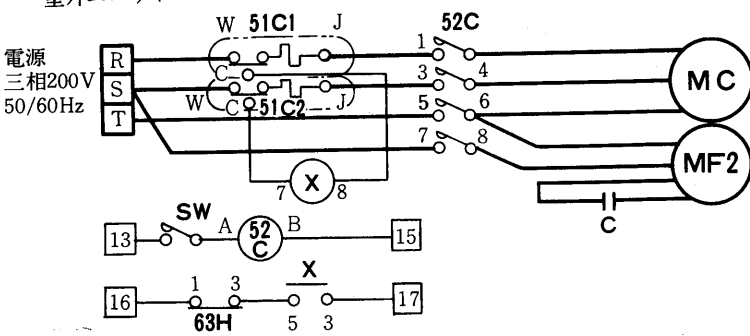 W 51C1 J 52C
電源 R 1
三相200V S C 3 4 MC
50/60Hz W C 51C2 J
T 5 6
7 8
7 X 8 MF2
C
SW
13 A 52C B 15
X
16 1 3 17
63H 5 3